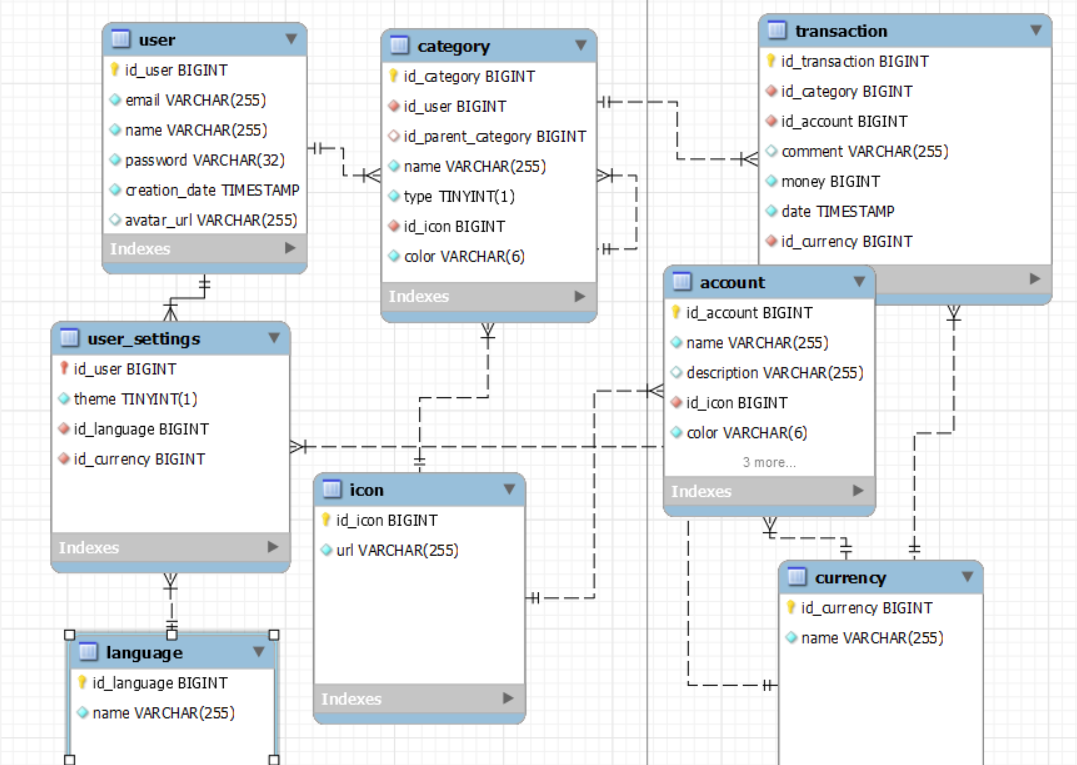 user
id_user BIGINT
email VARCHAR(255)
name VARCHAR(255)
password VARCHAR(32)
creation_date TIMESTAMP
avatar_url VARCHAR(255)
Indexes
category
id_category BIGINT
id_user BIGINT
id_parent_category BIGINT
name VARCHAR(255)
type TINYINT(1)
id_icon BIGINT
color VARCHAR(6)
Indexes
transaction
id_transaction BIGINT
id_category BIGINT
id_account BIGINT
comment VARCHAR(255)
money BIGINT
date TIMESTAMP
id_currency BIGINT
account
id_account BIGINT
name VARCHAR(255)
description VARCHAR(255)
id_icon BIGINT
color VARCHAR(6)
3 more...
Indexes
user_settings
id_user BIGINT
theme TINYINT(1)
id_language BIGINT
id_currency BIGINT
Indexes
icon
id_icon BIGINT
url VARCHAR(255)
Indexes
currency
id_currency BIGINT
name VARCHAR(255)
language
id_language BIGINT
name VARCHAR(255)